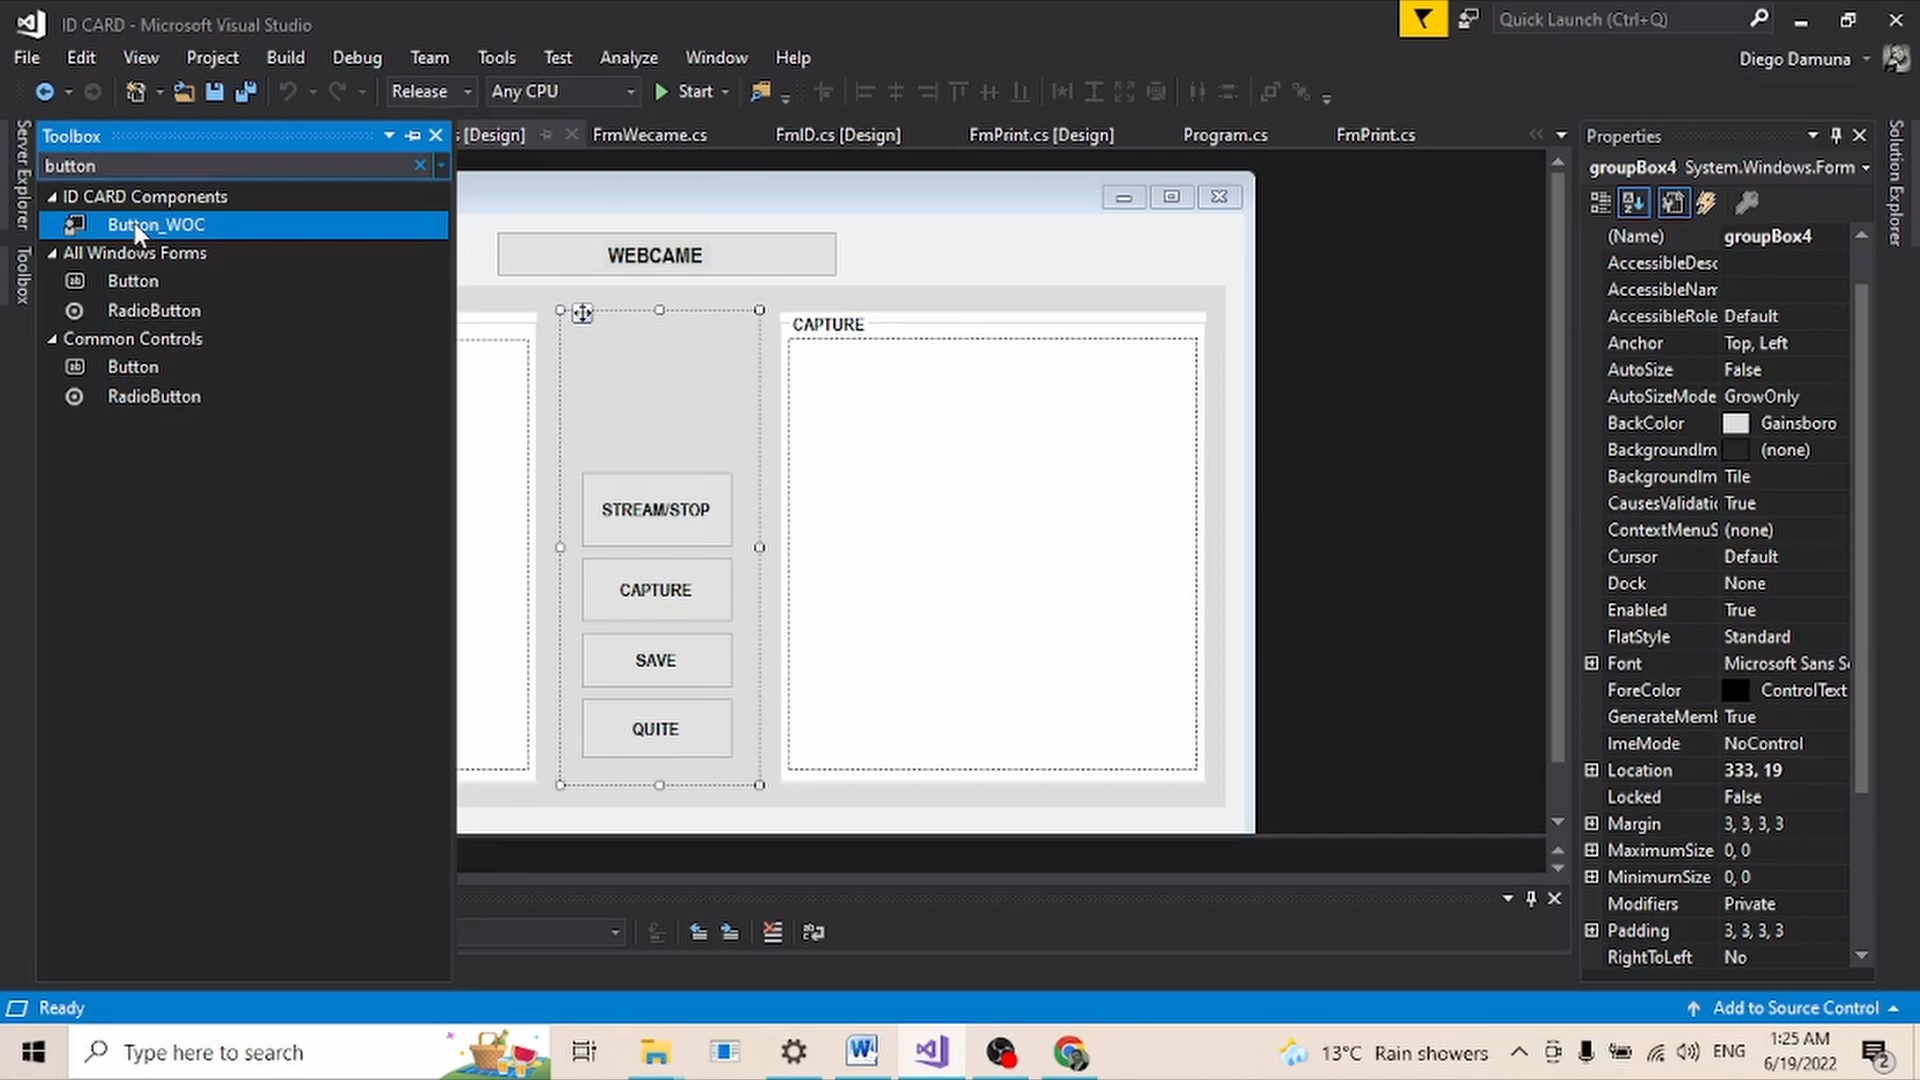 ID CARD - Microsoft Visual Studio
Quick Launch (Ctrl+Q)
File Edit View Project Build Debug Team Tools Test Analyze Window Help
Diego Damuna
Release Any CPU Start
Server Explorer
Toolbox
Toolbox
button
ID CARD Components
Button_WOC
All Windows Forms
Button
RadioButton
Common Controls
Button
RadioButton
s [Design] FrmWecame.cs FmID.cs [Design] FmPrint.cs [Design] Program.cs FmPrint.cs
WEBCAME
CAPTURE
STREAM/STOP
CAPTURE
SAVE
QUITE
Properties
groupBox4 System.Windows.Form
(Name) groupBox4
AccessibleDesc
AccessibleNam
AccessibleRole Default
Anchor Top, Left
AutoSize False
AutoSizeMode GrowOnly
BackColor Gainsboro
BackgroundIm (none)
BackgroundIm Tile
CausesValidatic True
ContextMenuS (none)
Cursor Default
Dock None
Enabled True
FlatStyle Standard
Font Microsoft Sans S
ForeColor ControlText
GenerateMeml True
ImeMode NoControl
Location 333, 19
Locked False
Margin 3, 3, 3, 3
MaximumSize 0, 0
MinimumSize 0, 0
Modifiers Private
Padding 3, 3, 3, 3
RightToLeft No
Solution Explorer
Ready
Add to Source Control
Type here to search
13°C Rain showers
ENG
1:25 AM
6/19/2022
2